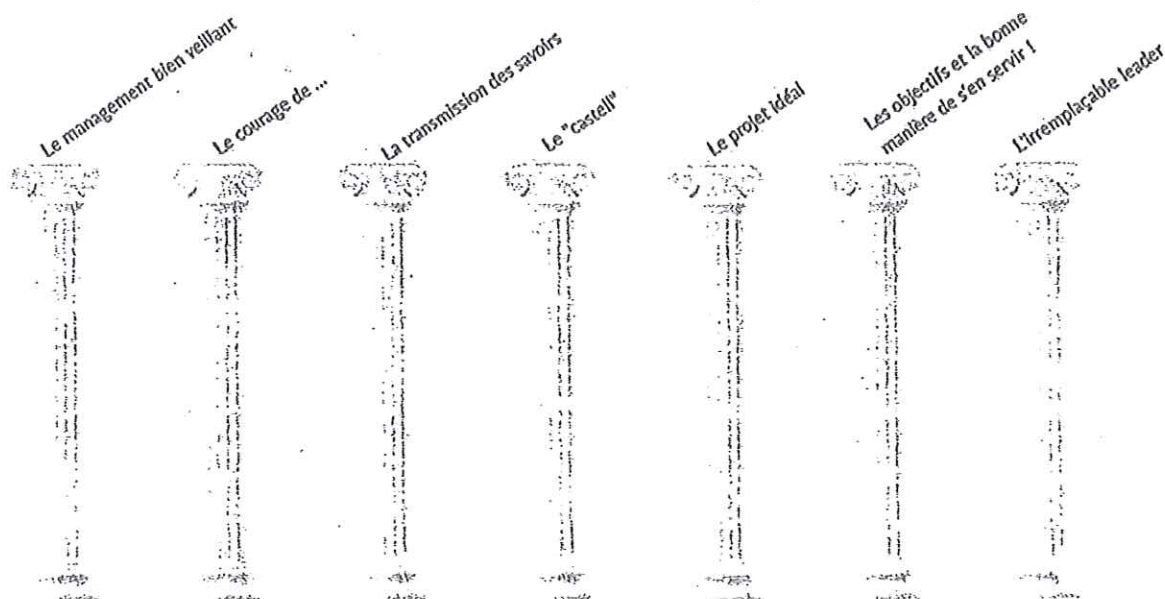 Le management bien veillant
Le courage de ...
La transmission des savoirs
Le "castell"
Le projet idéal
Les objectifs et la bonne
manière de s'en servir !
L'irremplaçable leader